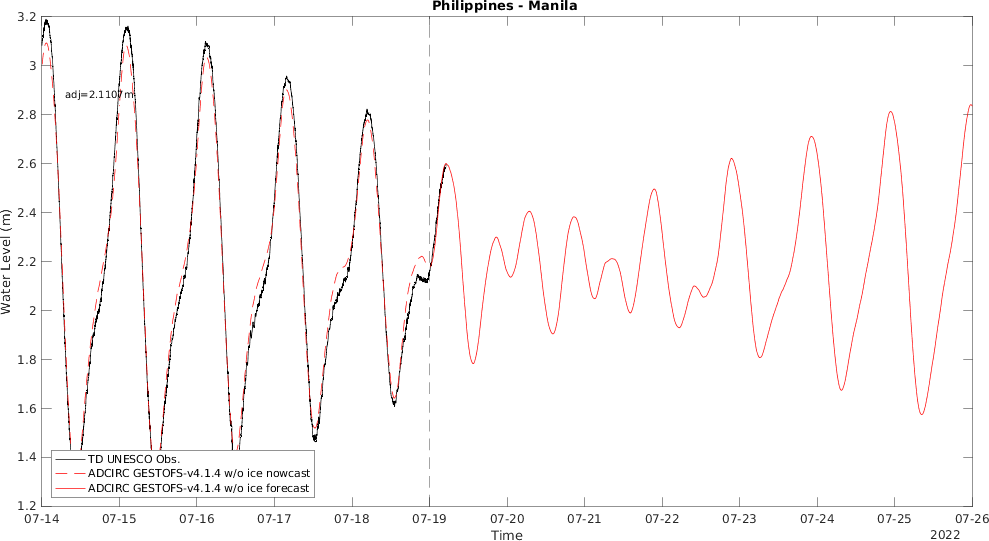 Philippines - Manila
3.2
3
2.8
2.6
2.4
2.2
2
1.8
1.6
1.4
1.2
Water Level (m)
adj=2.1107m
TD UNESCO Obs.
ADCIRC GESTOFS-v4.1.4 w/o ice nowcast
ADCIRC GESTOFS-v4.1.4 w/o ice forecast
07-14 07-15 07-16 07-17 07-18 07-19 07-20 07-21 07-22 07-23 07-24 07-25 07-26
Time
2022